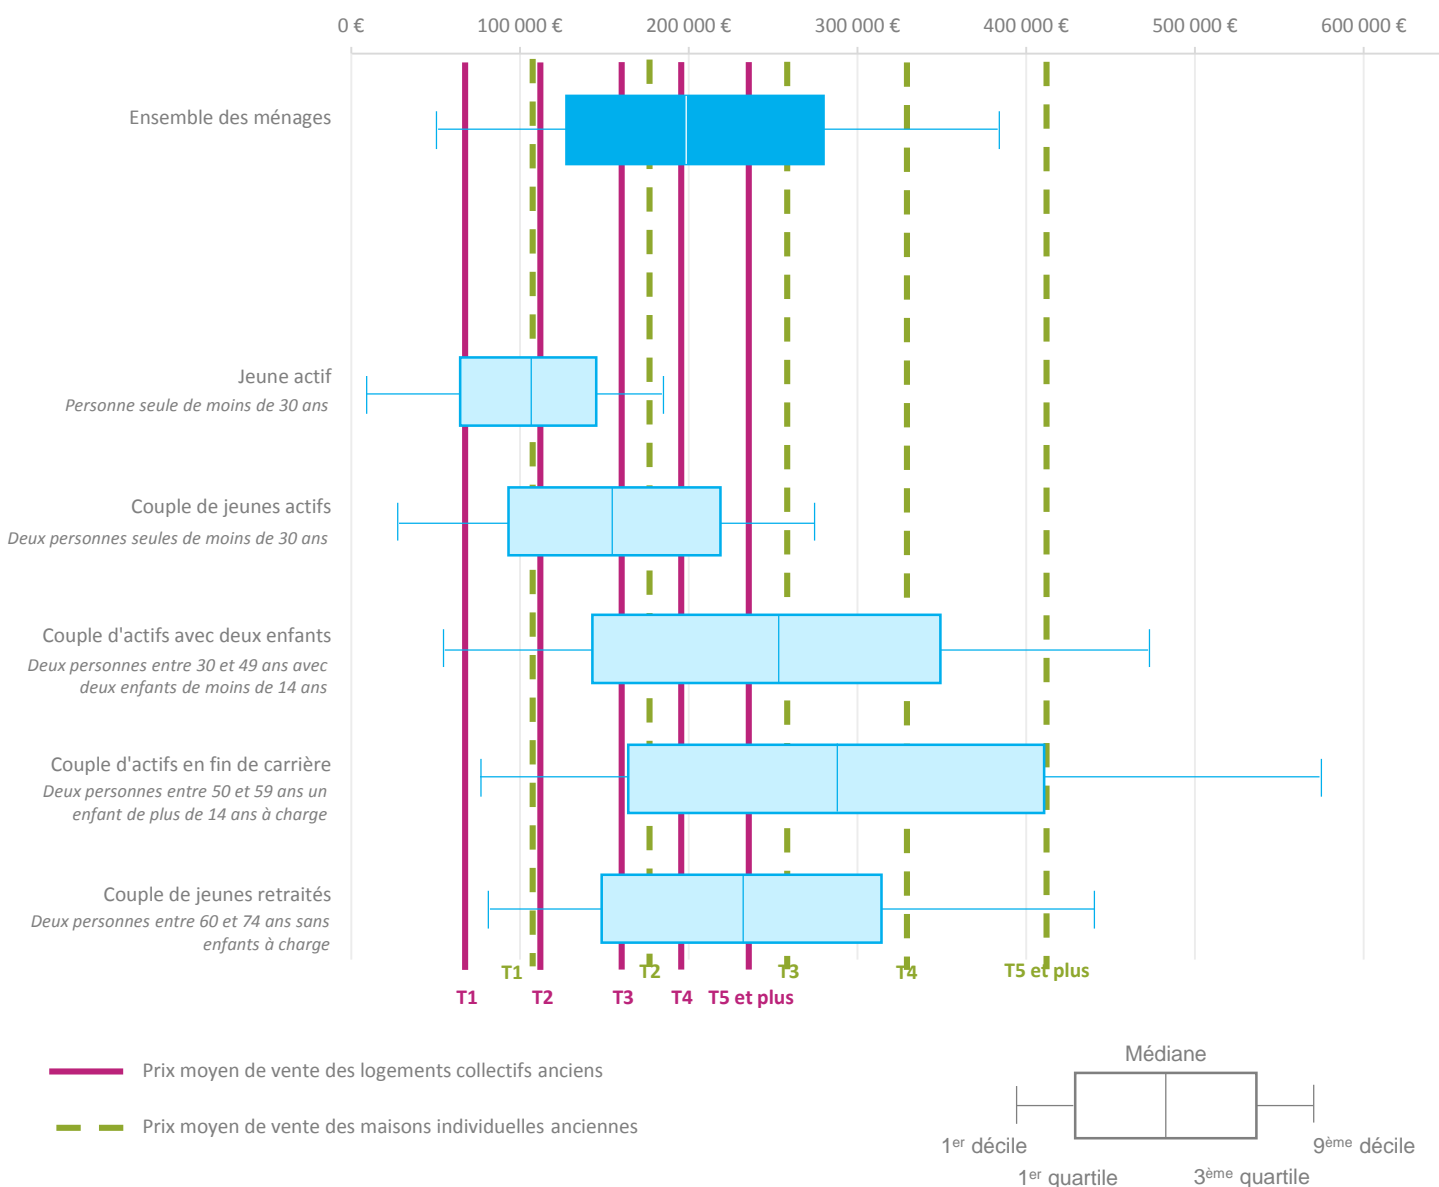 0 €
100 000 €
200 000 €
300 000 €
400 000 €
500 000 €
600 000 €
Ensemble des ménages
Jeune actif
Personne seule de moins de 30 ans
Couple de jeunes actifs
Deux personnes seules de moins de 30 ans
Couple d'actifs avec deux enfants
Deux personnes entre 30 et 49 ans avec
deux enfants de moins de 14 ans
Couple d'actifs en fin de carrière
Deux personnes entre 50 et 59 ans un
enfant de plus de 14 ans à charge
Couple de jeunes retraités
Deux personnes entre 60 et 74 ans sans
enfants à charge
T1
T2
T3
T4
T5 et plus
T1
T2
T3
T4
T5 et plus
Prix moyen de vente des logements collectifs anciens
Prix moyen de vente des maisons individuelles anciennes
Médiane
1er décile
9ème décile
1er quartile
3ème quartile